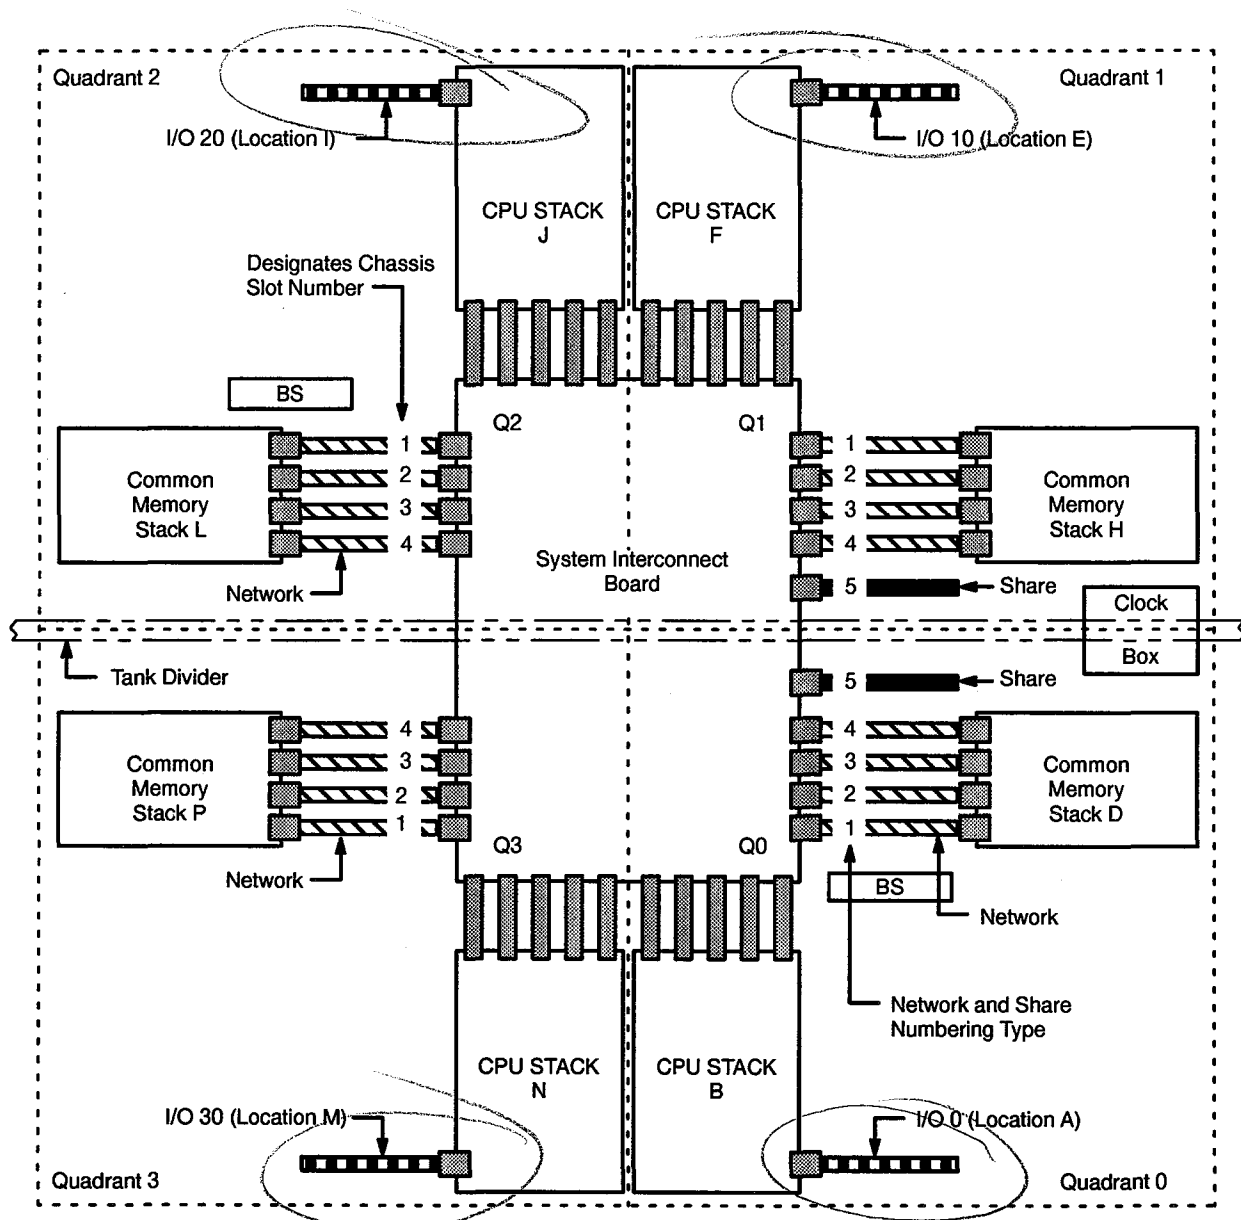 Quadrant 2
Quadrant 1
I/O 20 (Location I)
I/O 10 (Location E)
CPU STACK
J
CPU STACK
F
Designates Chassis
Slot Number
BS
Q2
Q1
Common
Memory
Stack L
1
2
3
4
1
2
3
4
5
Common
Memory
Stack H
System Interconnect
Board
Network
Share
Clock
Box
Tank Divider
Share
Common
Memory
Stack P
4
3
2
1
5
4
3
2
1
Common
Memory
Stack D
Q3
Q0
Network
BS
Network
Network and Share
Numbering Type
CPU STACK
N
CPU STACK
B
I/O 30 (Location M)
I/O 0 (Location A)
Quadrant 3
Quadrant 0